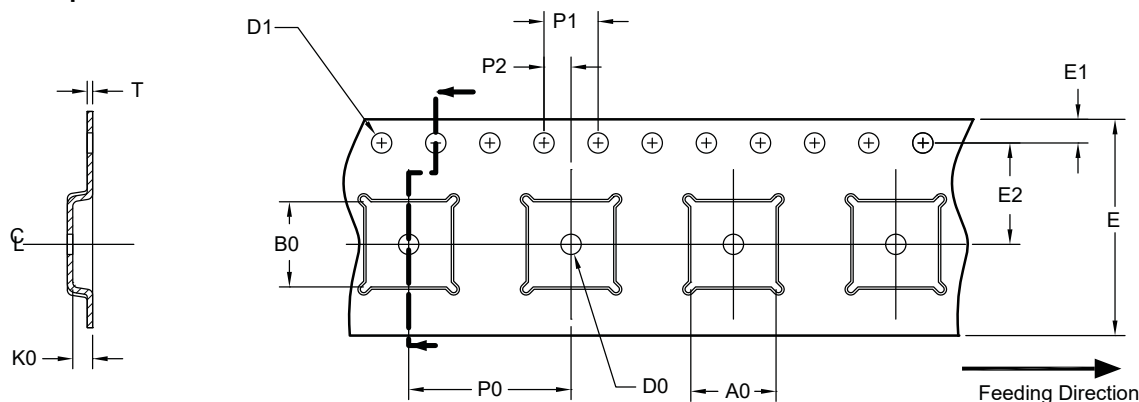 D1
P1
P2
T
E1
E2
E
B0
C
L
K0
P0
D0
A0
Feeding Direction